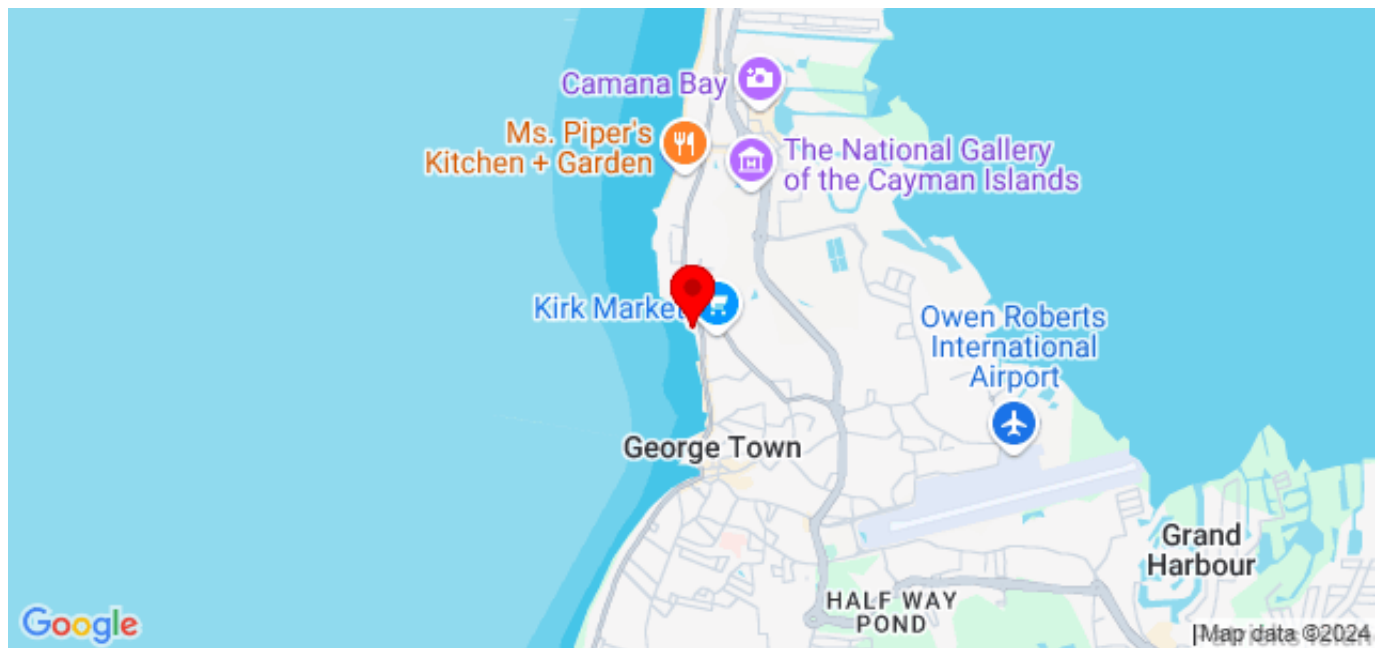 Camana Bay
Ms. Piper's
Kitchen + Garden
The National Gallery
of the Cayman Islands
Kirk Market
Owen Roberts
International
Airport
George Town
Grand
Harbour
HALF WAY
POND
Google
Map data ©2024